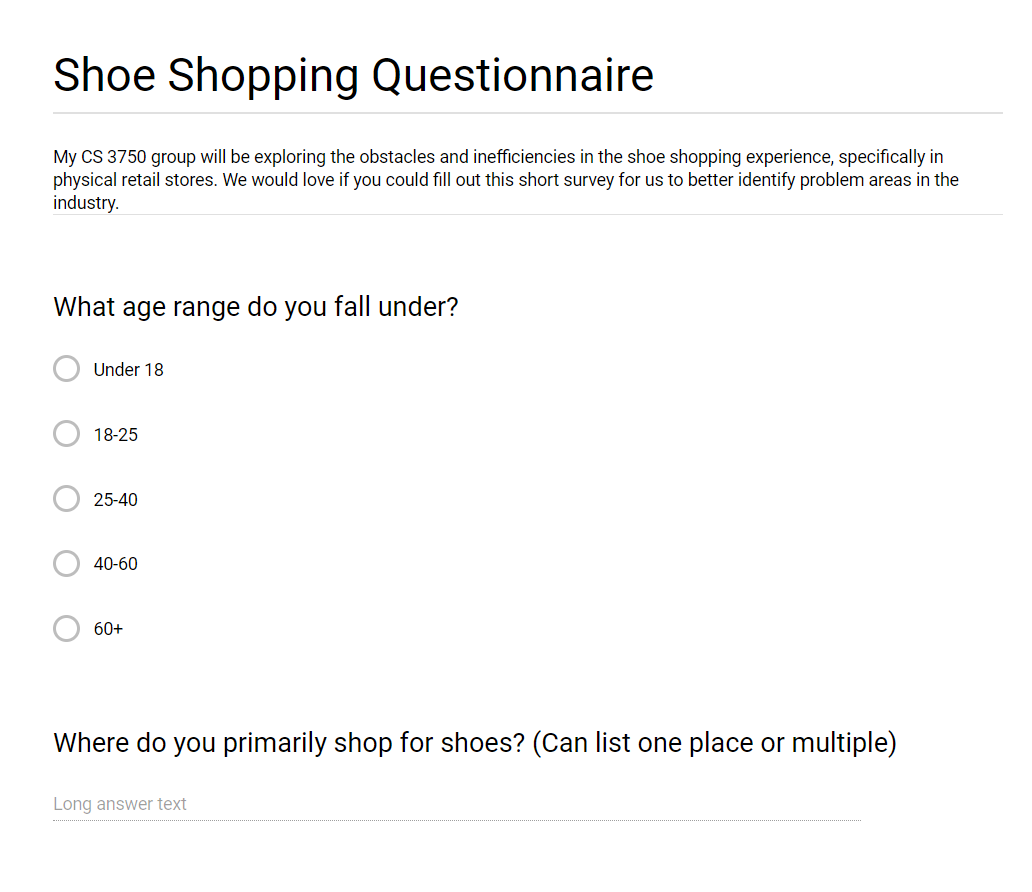 Shoe Shopping Questionnaire
My CS 3750 group will be exploring the obstacles and inefficiencies in the shoe shopping experience, specifically in
physical retail stores. We would love if you could fill out this short survey for us to better identify problem areas in the
industry.
What age range do you fall under?
Under 18
18-25
25-40
40-60
60+
Where do you primarily shop for shoes? (Can list one place or multiple)
Long answer text